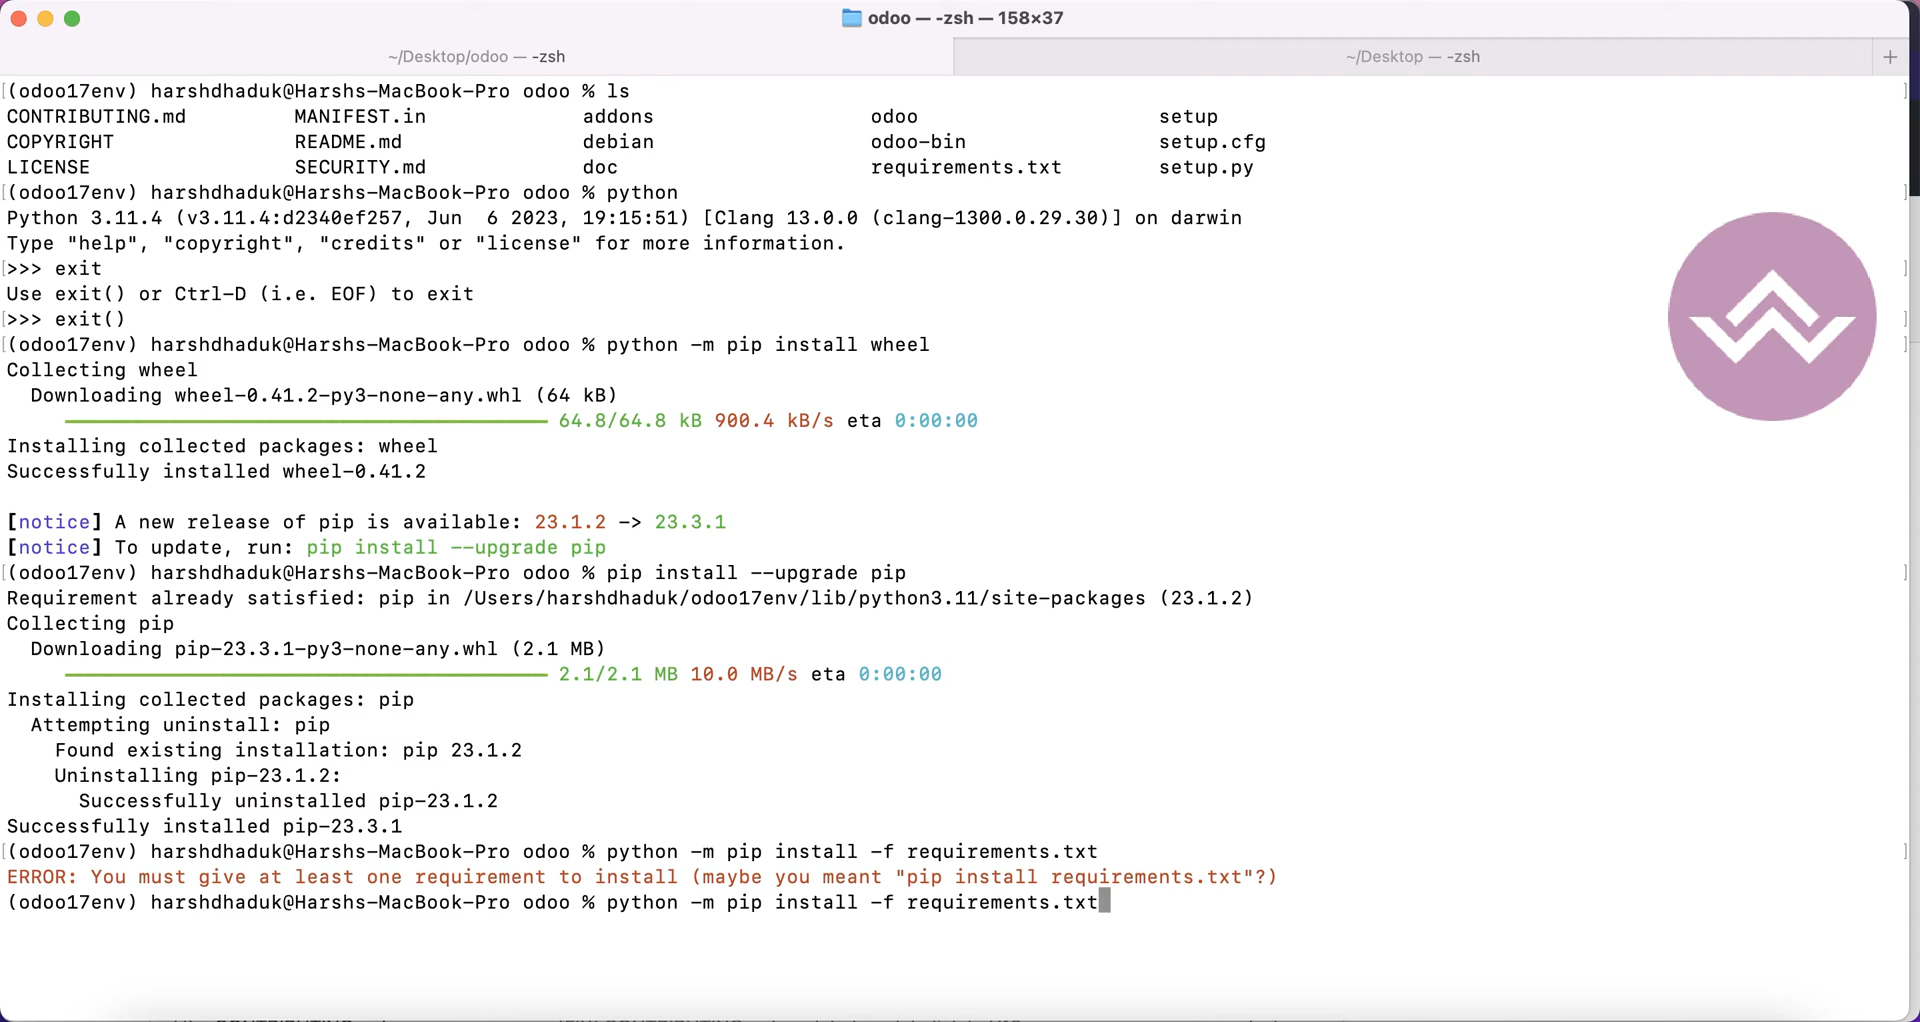 odoo — -zsh — 158×37
~/Desktop/odoo — -zsh
~/Desktop — -zsh
(odoo17env) harshdhaduk@Harshs-MacBook-Pro odoo % ls
CONTRIBUTING.md MANIFEST.in addons odoo setup
COPYRIGHT README.md debian odoo-bin setup.cfg
LICENSE SECURITY.md doc requirements.txt setup.py
(odoo17env) harshdhaduk@Harshs-MacBook-Pro odoo % python
Python 3.11.4 (v3.11.4:d2340ef257, Jun  6 2023, 19:15:51) [Clang 13.0.0 (clang-1300.0.29.30)] on darwin
Type "help", "copyright", "credits" or "license" for more information.
>>> exit
Use exit() or Ctrl-D (i.e. EOF) to exit
>>> exit()
(odoo17env) harshdhaduk@Harshs-MacBook-Pro odoo % python -m pip install wheel
Collecting wheel
  Downloading wheel-0.41.2-py3-none-any.whl (64 kB)
64.8/64.8 kB 900.4 kB/s eta 0:00:00
Installing collected packages: wheel
Successfully installed wheel-0.41.2
[notice] A new release of pip is available: 23.1.2 -> 23.3.1
[notice] To update, run: pip install --upgrade pip
(odoo17env) harshdhaduk@Harshs-MacBook-Pro odoo % pip install --upgrade pip
Requirement already satisfied: pip in /Users/harshdhaduk/odoo17env/lib/python3.11/site-packages (23.1.2)
Collecting pip
  Downloading pip-23.3.1-py3-none-any.whl (2.1 MB)
2.1/2.1 MB 10.0 MB/s eta 0:00:00
Installing collected packages: pip
  Attempting uninstall: pip
    Found existing installation: pip 23.1.2
    Uninstalling pip-23.1.2:
      Successfully uninstalled pip-23.1.2
Successfully installed pip-23.3.1
(odoo17env) harshdhaduk@Harshs-MacBook-Pro odoo % python -m pip install -f requirements.txt
ERROR: You must give at least one requirement to install (maybe you meant "pip install requirements.txt"?)
(odoo17env) harshdhaduk@Harshs-MacBook-Pro odoo % python -m pip install -f requirements.txt